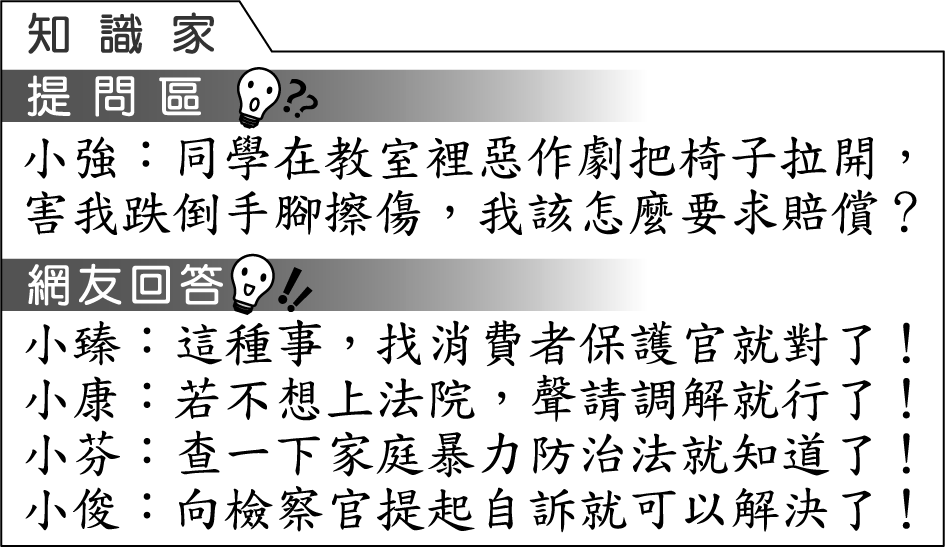 知識家
提問區 ??
小強：同學在教室裡惡作劇把椅子拉開，
害我跌倒手腳擦傷，我該怎麼要求賠償？
網友回答 !!
小臻：這種事，找消費者保護官就對了！
小康：若不想上法院，聲請調解就行了！
小芬：查一下家庭暴力防治法就知道了！
小俊：向檢察官提起自訴就可以解決了！